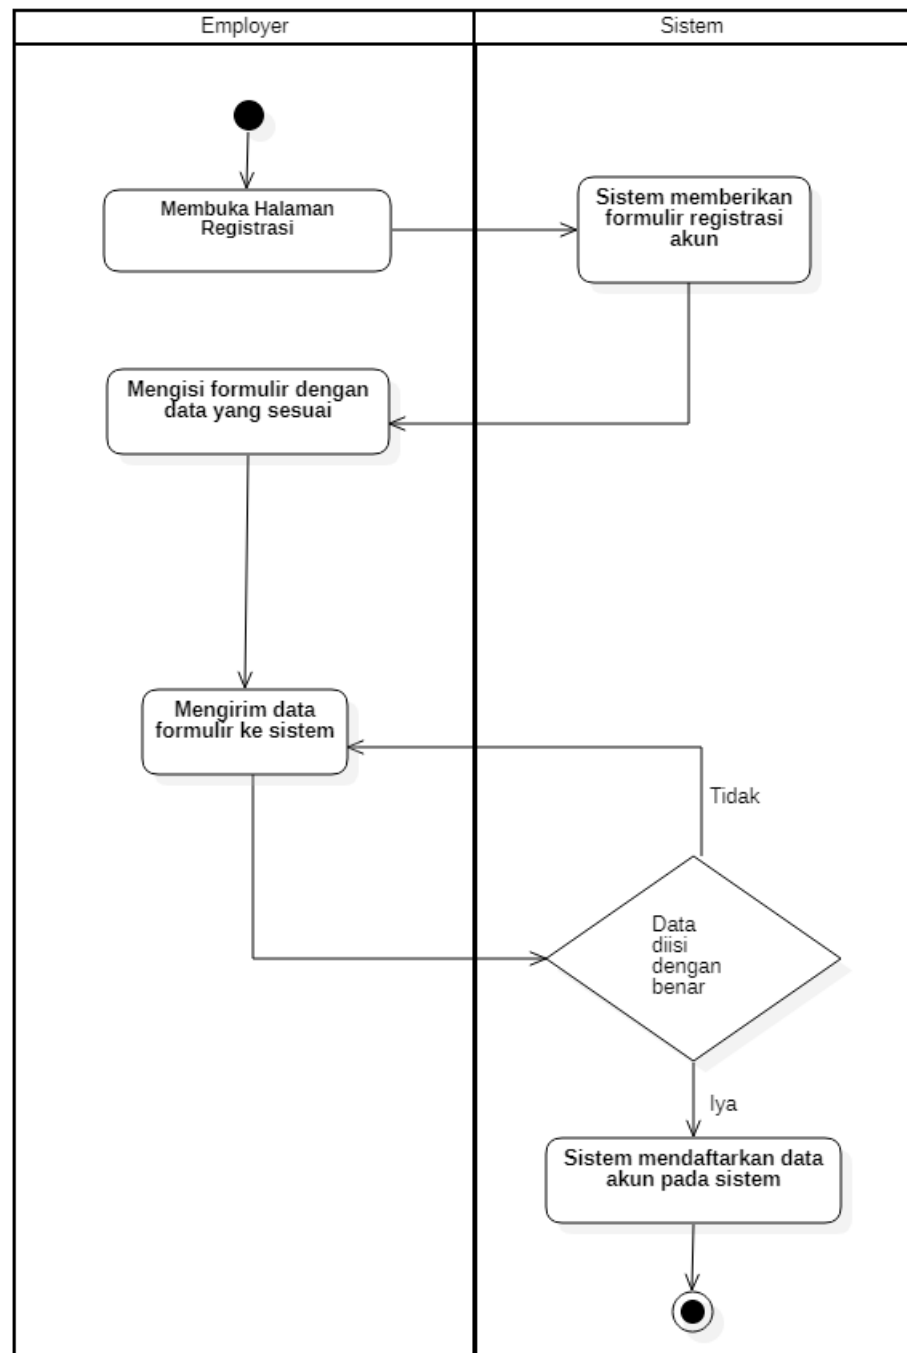 Employer
Sistem
Membuka Halaman
Registrasi
Sistem memberikan
formulir registrasi
akun
Mengisi formulir dengan
data yang sesuai
Mengirim data
formulir ke sistem
Tidak
Data
diisi
dengan
benar
Iya
Sistem mendaftarkan data
akun pada sistem